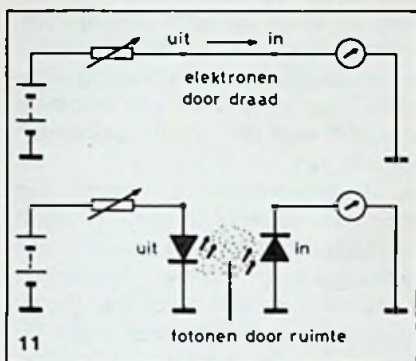 uit in
elektronen
door draad
uit in
fotonen door ruimte
11